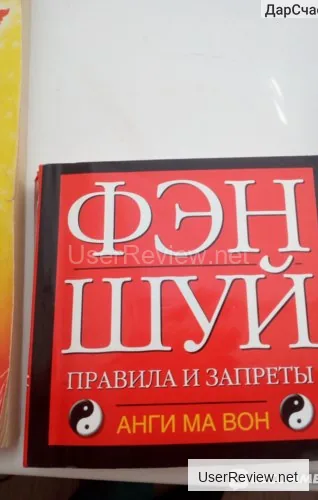 ДарСчас
ФЭН
UserReview.net
ШУЙ
ПРАВИЛА И ЗАПРЕТЫ
АНГИ МА ВОН
UserReview.net